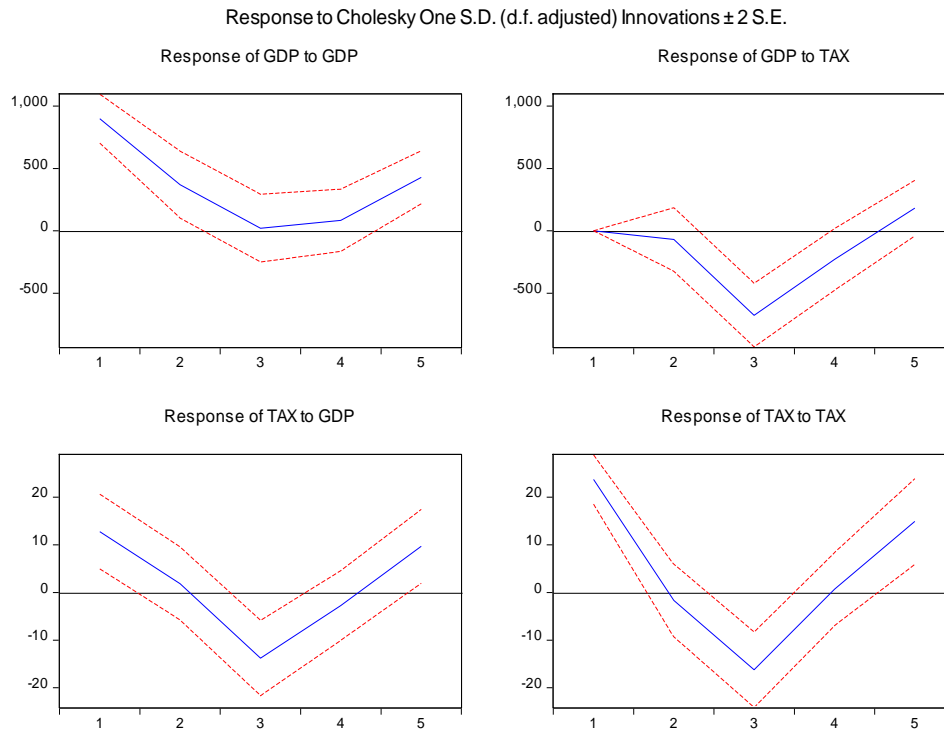 Response to Cholesky One S.D. (d.f. adjusted) Innovations ± 2 S.E.
Response of GDP to GDP
1,000
500
0
-500
1 2 3 4 5
Response of GDP to TAX
1,000
500
0
-500
1 2 3 4 5
Response of TAX to GDP
20
10
0
-10
-20
1 2 3 4 5
Response of TAX to TAX
20
10
0
-10
-20
1 2 3 4 5